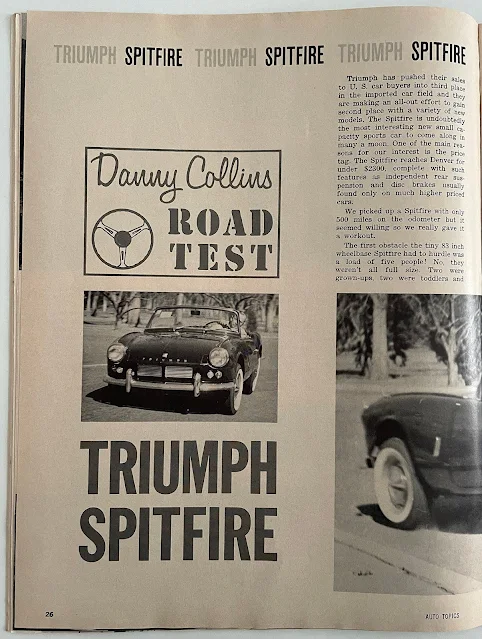 TRIUMPH SPITFIRE TRIUMPH SPITFIRE TRIUMPH SPITFIRE
Danny Collins
ROAD
TEST
TRIUMPH
SPITFIRE
Triumph has pushed their sales
to U. S. car buyers into third place
in the imported car field and they
are making an all-out effort to gain
second place with a variety of new
models. The Spitfire is undoubtedly
the most interesting new small ca-
pacity sports car to come along in
many a moon. One of the main rea-
sons for our interest is the price
tag. The Spitfire reaches Denver for
under $2300, complete with such
features as independent rear sus-
pension and disc brakes usually
found only on much higher priced
cars.
We picked up a Spitfire with only
500 miles on the odometer but it
seemed willing so we really gave it
a workout.
The first obstacle the tiny 83 inch
wheelbase Spitfire had to hurdle was
a load of five people! No, they
weren't all full size. Two were
grown-ups, two were toddlers and
26
AUTO TOPICS